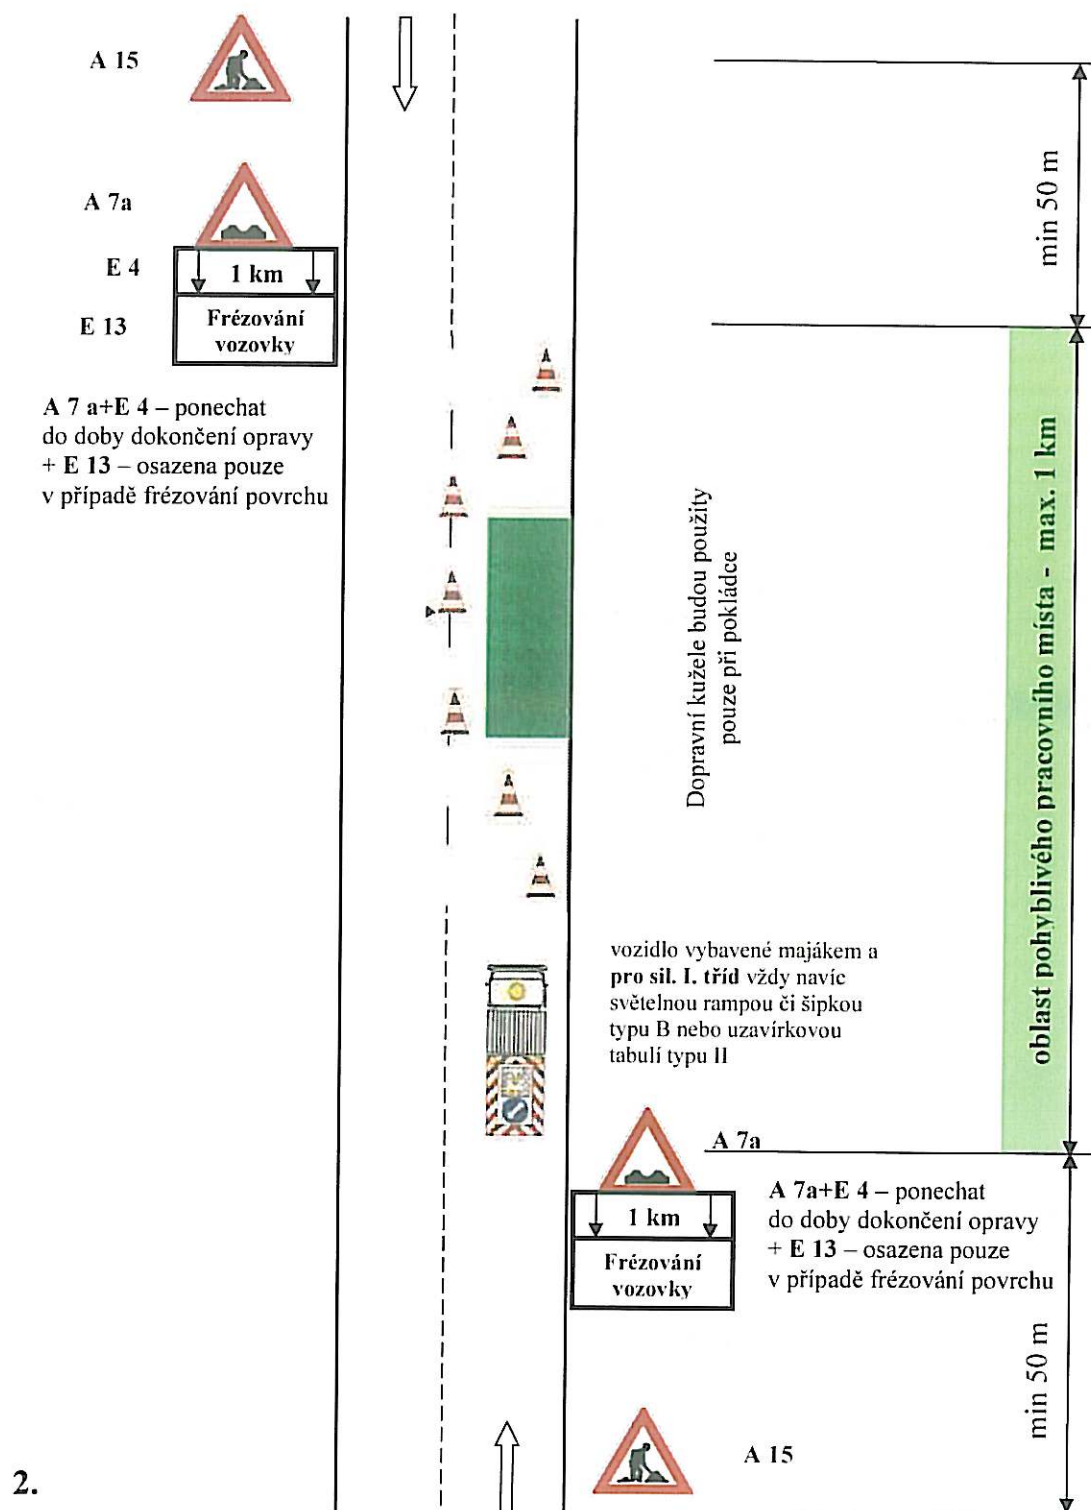 A 15
A 7a
E 4
1 km
E 13
Frézování
vozovky
A 7 a+E 4 – ponechat
do doby dokončení opravy
+ E 13 – osazena pouze
v případě frézování povrchu
min 50 m
Dopravní kužele budou použity
pouze při pokládce
oblast pohyblivého pracovního místa - max. 1 km
vozidlo vybavené majákem a
pro sil. I. tříd vždy navíc
světelnou rampou či šipkou
typu B nebo uzavírkovou
tabulí typu II
A 7a
1 km
Frézování
vozovky
A 7a+E 4 – ponechat
do doby dokončení opravy
+ E 13 – osazena pouze
v případě frézování povrchu
min 50 m
A 15
2.